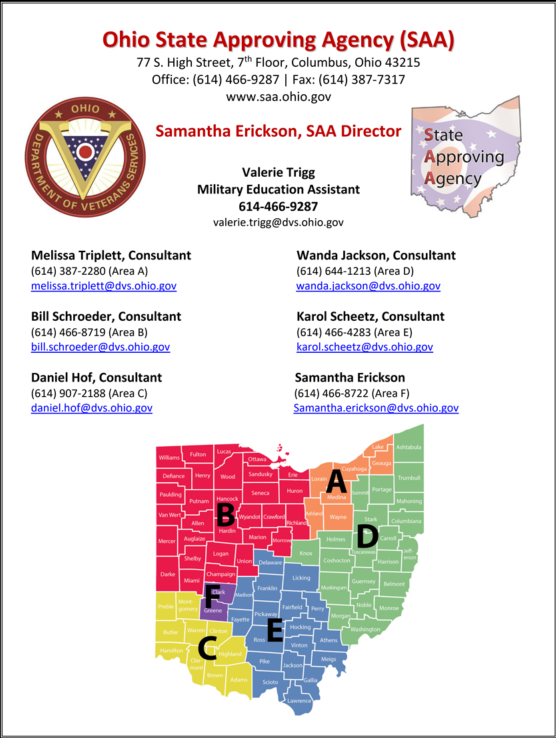 Ohio State Approving Agency (SAA)
77 S. High Street, 7th Floor, Columbus, Ohio 43215
Office: (614) 466-9287 | Fax: (614) 387-7317
www.saa.ohio.gov
OHIO
DEPARTMENT OF VETERANS SERVICES
Samantha Erickson, SAA Director
State
Approving
Agency
Valerie Trigg
Military Education Assistant
614-466-9287
valerie.trigg@dvs.ohio.gov
Melissa Triplett, Consultant
(614) 387-2280 (Area A)
melissa.triplett@dvs.ohio.gov
Wanda Jackson, Consultant
(614) 644-1213 (Area D)
wanda.jackson@dvs.ohio.gov
Bill Schroeder, Consultant
(614) 466-8719 (Area B)
bill.schroeder@dvs.ohio.gov
Karol Scheetz, Consultant
(614) 466-4283 (Area E)
karol.scheetz@dvs.ohio.gov
Daniel Hof, Consultant
(614) 907-2188 (Area C)
daniel.hof@dvs.ohio.gov
Samantha Erickson
(614) 466-8722 (Area F)
Samantha.erickson@dvs.ohio.gov
Williams Fulton Lucas Ottawa Lake Ashtabula
Defiance Henry Wood Sandusky Erie Lorain Cuyahoga Geauga Trumbull
A
Paulding Putnam Hancock Seneca Huron Medina Summit Portage Mahoning
Van Wert Allen Wyandot Crawford Richland Ashland Wayne Stark Columbiana
B
D
Mercer Auglaize Hardin Marion Morrow Holmes Carroll
Shelby Logan Union Delaware Knox Coshocton Harrison
Darke Miami Champaign Licking Muskingum Guernsey Belmont
F
Clark Madison Franklin
Preble Greene Fayette Pickaway Fairfield Perry Morgan Noble Monroe
Butler Warren Clinton Ross Hocking Athens Washington
C
E
Hamilton Highland Vinton Meigs
Brown Adams Pike Jackson Gallia
Scioto Lawrence